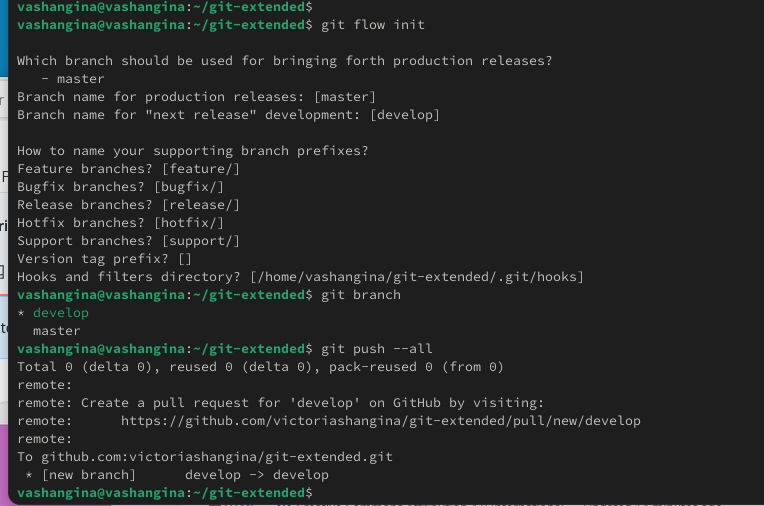 vashangina@vashangina:~/git-extended$
vashangina@vashangina:~/git-extended$ git flow init
Which branch should be used for bringing forth production releases?
   - master
Branch name for production releases: [master]
Branch name for "next release" development: [develop]
How to name your supporting branch prefixes?
Feature branches? [feature/]
Bugfix branches? [bugfix/]
Release branches? [release/]
Hotfix branches? [hotfix/]
Support branches? [support/]
Version tag prefix? []
Hooks and filters directory? [/home/vashangina/git-extended/.git/hooks]
vashangina@vashangina:~/git-extended$ git branch
* develop
  master
vashangina@vashangina:~/git-extended$ git push --all
Total 0 (delta 0), reused 0 (delta 0), pack-reused 0 (from 0)
remote:
remote: Create a pull request for 'develop' on GitHub by visiting:
remote:      https://github.com/victoriashangina/git-extended/pull/new/develop
remote:
To github.com:victoriashangina/git-extended.git
 * [new branch]      develop -> develop
vashangina@vashangina:~/git-extended$